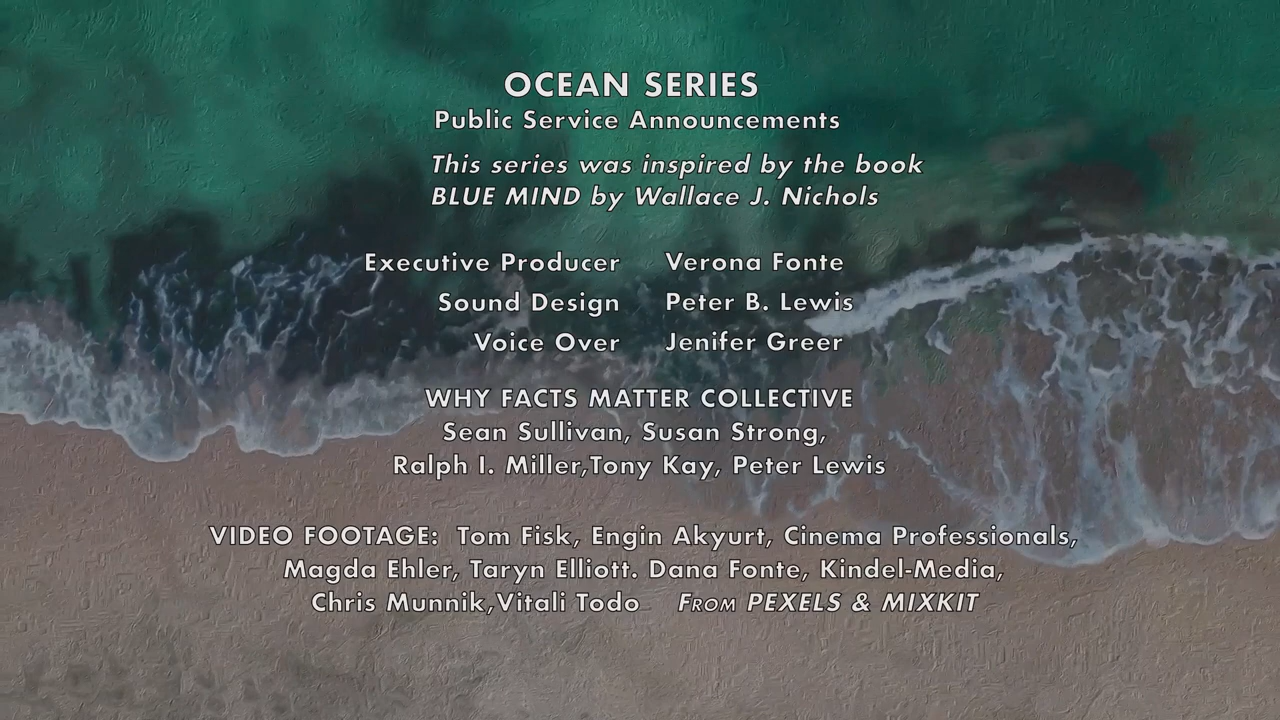 OCEAN SERIES
Public Service Announcements
This series was inspired by the book
BLUE MIND by Wallace J. Nichols
Executive Producer Verona Fonte
Sound Design Peter B. Lewis
Voice Over Jenifer Greer
WHY FACTS MATTER COLLECTIVE
Sean Sullivan, Susan Strong,
Ralph I. Miller,Tony Kay, Peter Lewis
VIDEO FOOTAGE: Tom Fisk, Engin Akyurt, Cinema Professionals,
Magda Ehler, Taryn Elliott. Dana Fonte, Kindel-Media,
Chris Munnik,Vitali Todo From PEXELS & MIXKIT